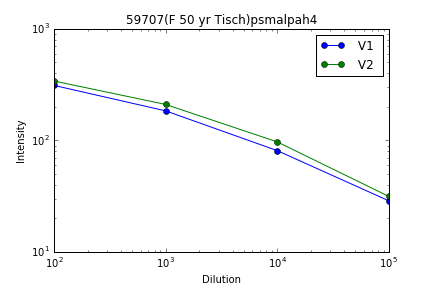 59707(F 50 yr Tisch)psmalpah4
10³
V1
V2
10²
Intensity
10¹
10² 10³ 10⁴ 10⁵
Dilution